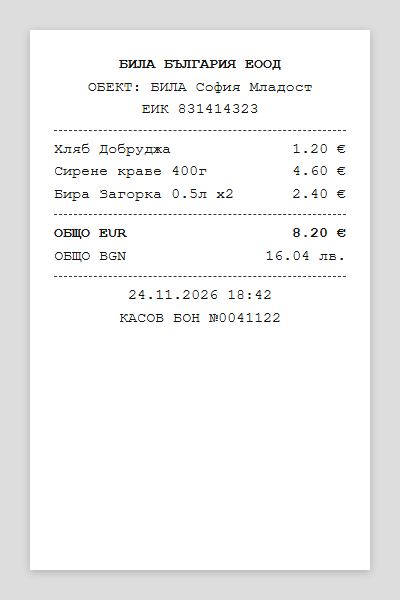 БИЛА БЪЛГАРИЯ ЕООД
ОБЕКТ: БИЛА София Младост
ЕИК 831414323
Хляб Добруджа 1.20 €
Сирене краве 400г 4.60 €
Бира Загорка 0.5л x2 2.40 €
ОБЩО EUR 8.20 €
ОБЩО BGN 16.04 лв.
24.11.2026 18:42
КАСОВ БОН №0041122